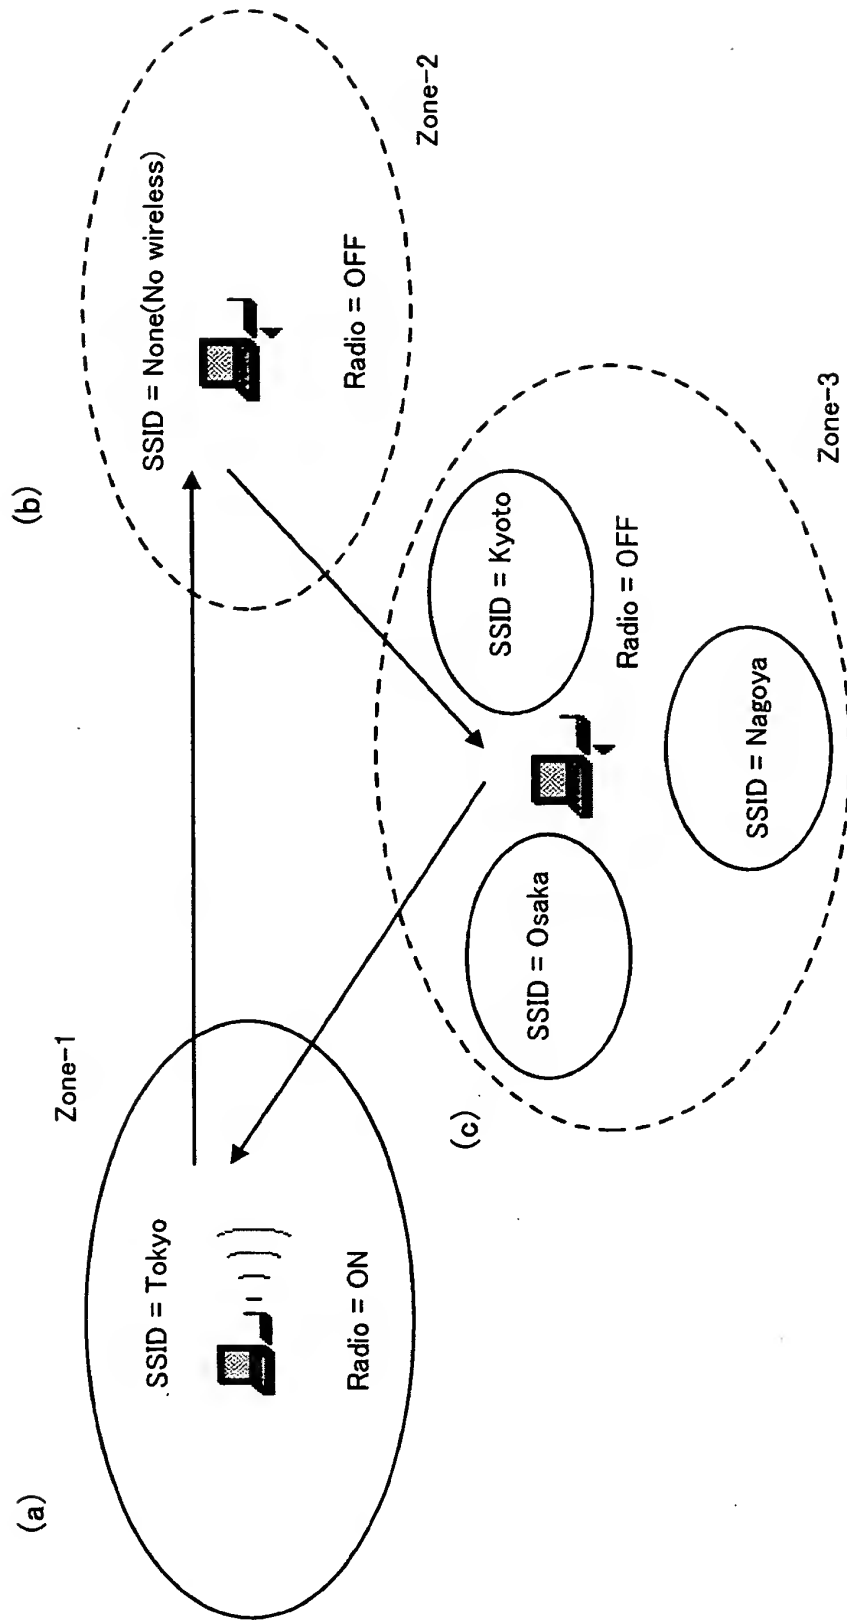 (a)
Zone-1
SSID = Tokyo
Radio = ON
(b)
SSID = None(No wireless)
Radio = OFF
Zone-2
(c)
SSID = Osaka
SSID = Kyoto
Radio = OFF
SSID = Nagoya
Zone-3